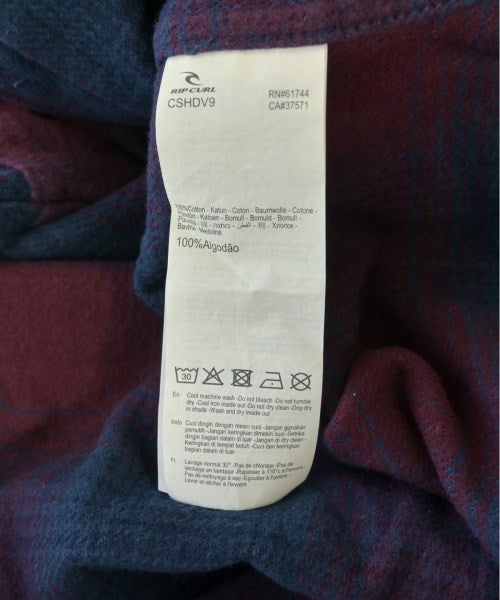 RIP CURL
CSHDV9
RN#61744
CA#37571
100%Cotton - Katun - Coton - Baumwolle - Cotone -
Algodón - Katoen - Bomull - Bomuld - Bomull -
100%Algodão
30
En Cool machine wash -Do not bleach -Do not tumble
dry -Cool iron inside out -Do not dry clean -Drip dry
in shade -Wash and dry inside out
Indo Cuci dingin dengan mesin cuci -Jangan gunakan
pemutih -Jangan keringkan dimesin cuci -Setrika
dingin bagian dalam di luar -Jangan di dry clean -
Keringkan di tempat teduh -Cuci dan keringkan
bagian dalam di luar
Fr Lavage normal 30° -Pas de chlorage -Pas de
séchage en tambour -Repasser à 110°c à l'envers
-Pas de nettoyage à sec -Egoutter à l'ombre -
Laver et sécher à l'envers